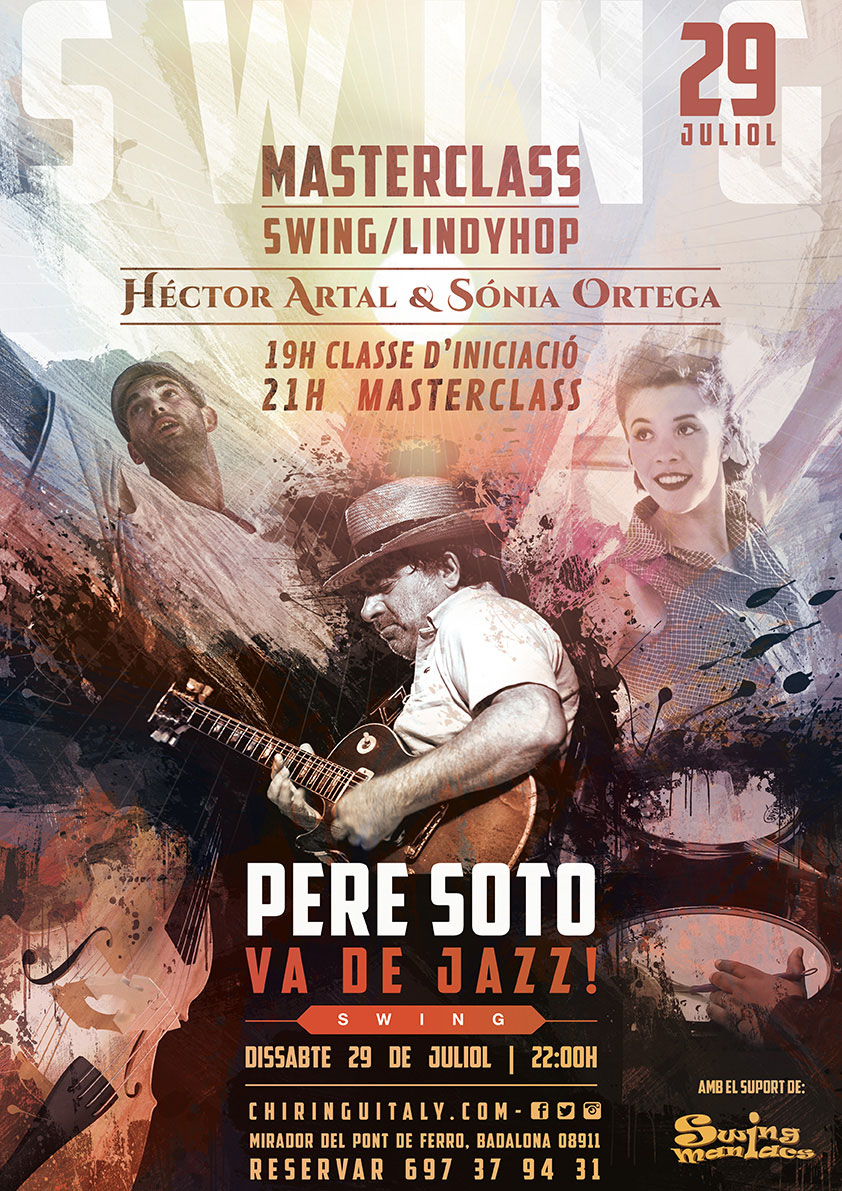 SWING
29
JULIOL
MASTERCLASS
SWING/LINDYHOP
HÉCTOR ARTAL & SÓNIA ORTEGA
19H CLASSE D'INICIACIÓ
21H MASTERCLASS
PERE SOTO
VA DE JAZZ!
SWING
DISSABTE 29 DE JULIOL | 22:00H
CHIRINGUITALY.COM-
MIRADOR DEL PONT DE FERRO, BADALONA 08911
RESERVAR 697 37 94 31
AMB EL SUPORT DE:
Swing
maniacs